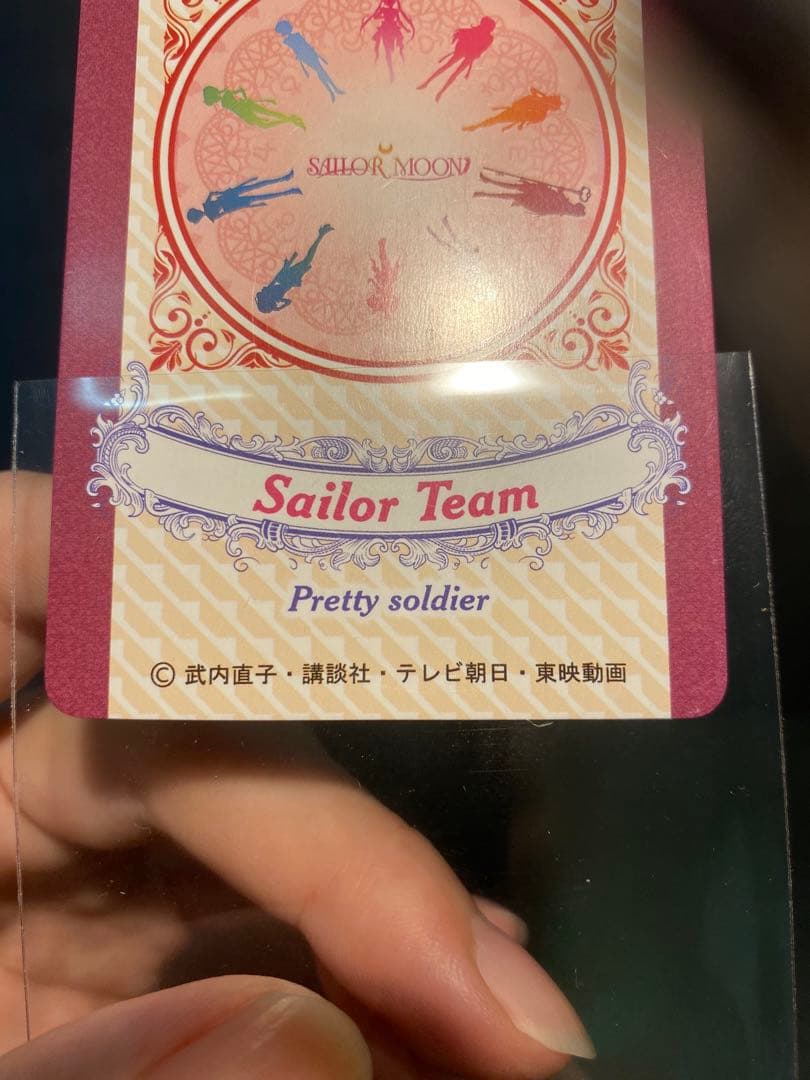 SAILOR MOON
Sailor Team
Pretty soldier
© 武内直子・講談社・テレビ朝日・東映動画